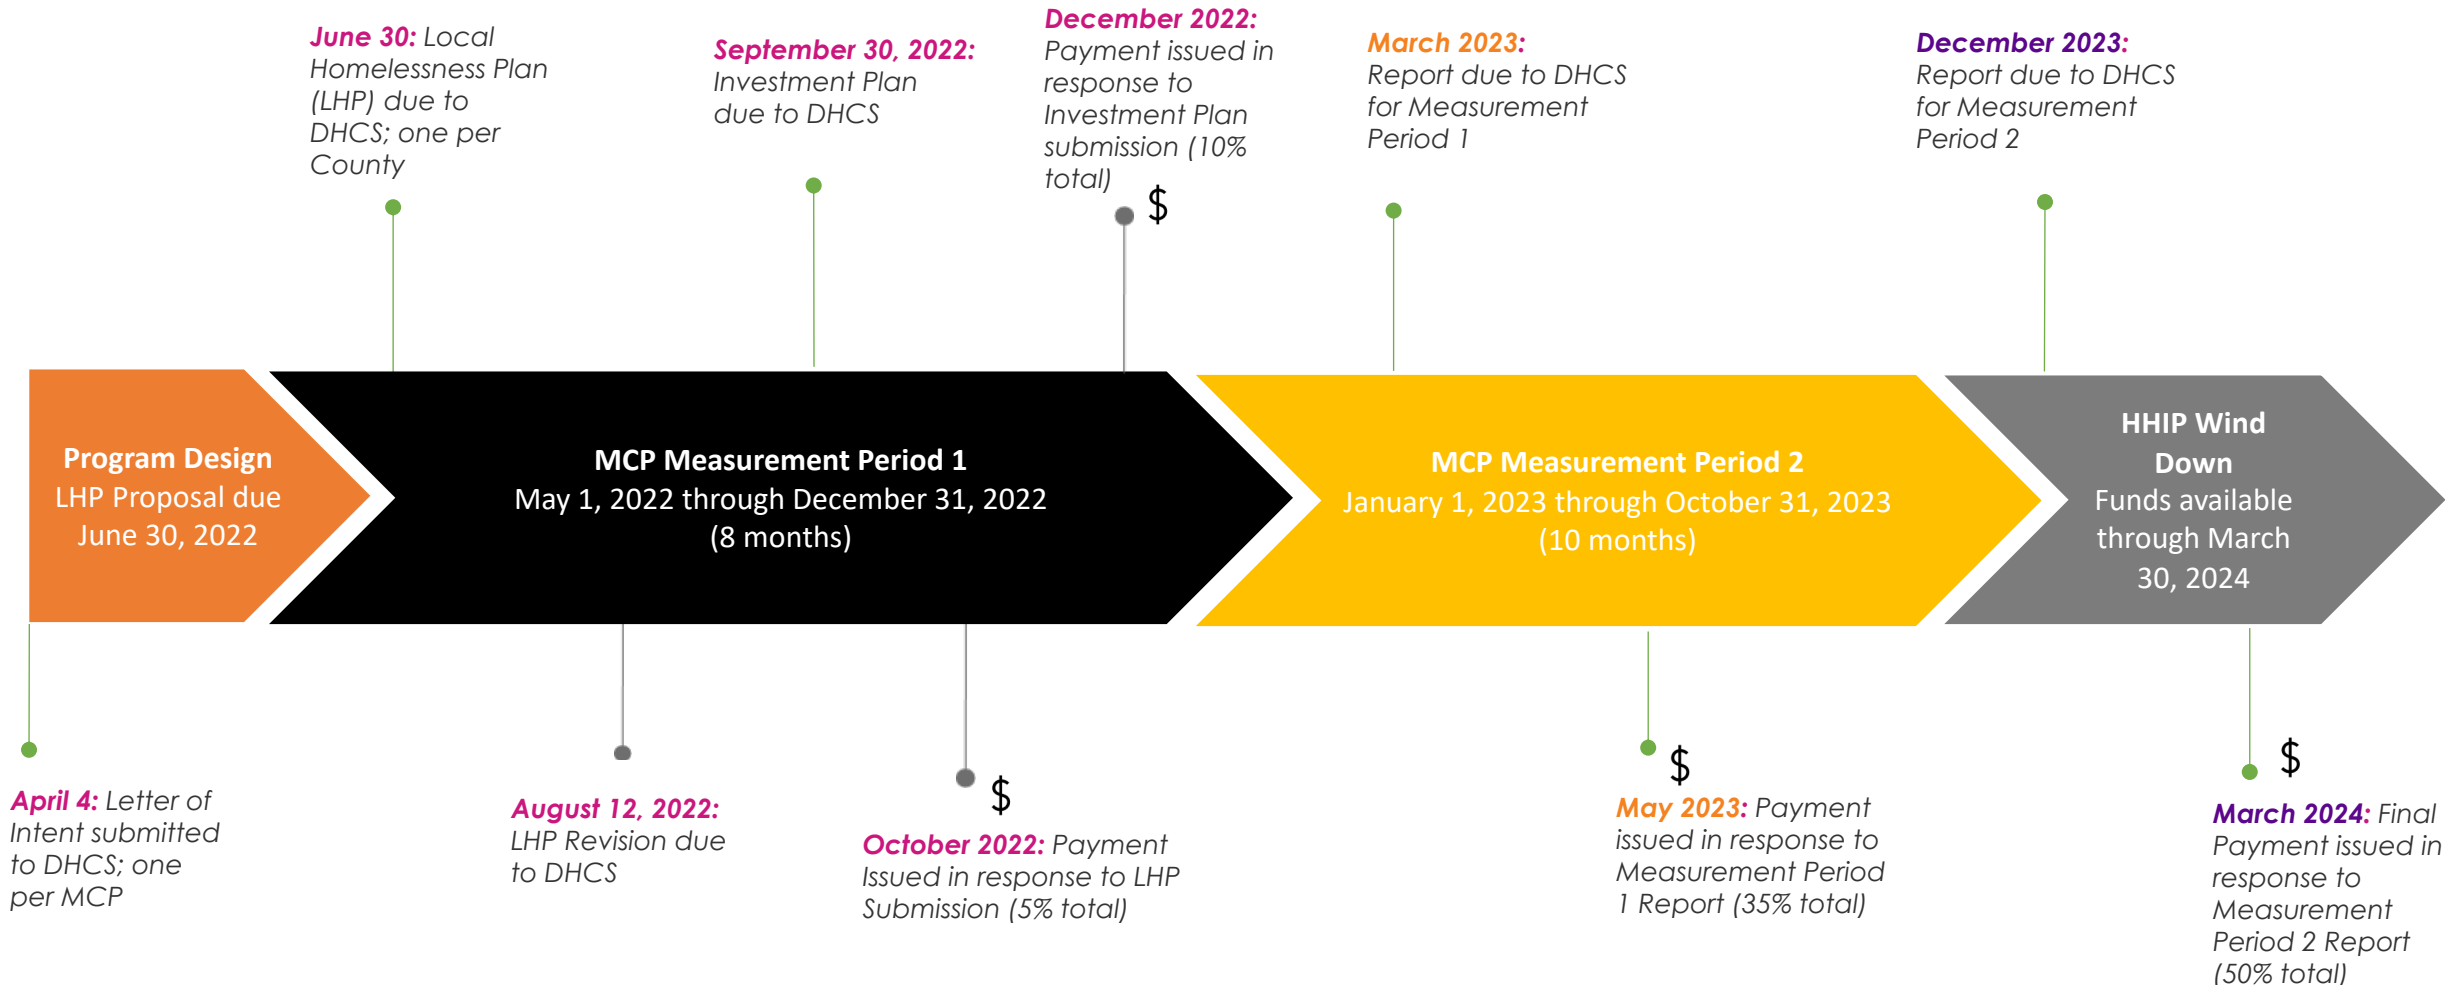 June 30: Local
Homelessness Plan
(LHP) due to
DHCS; one per
County
September 30, 2022:
Investment Plan
due to DHCS
December 2022:
Payment issued in
response to
Investment Plan
submission (10%
total)
$
March 2023:
Report due to DHCS
for Measurement
Period 1
December 2023:
Report due to DHCS
for Measurement
Period 2
Program Design
LHP Proposal due
June 30, 2022
MCP Measurement Period 1
May 1, 2022 through December 31, 2022
(8 months)
MCP Measurement Period 2
January 1, 2023 through October 31, 2023
(10 months)
HHIP Wind
Down
Funds available
through March
30, 2024
April 4: Letter of
Intent submitted
to DHCS; one
per MCP
August 12, 2022:
LHP Revision due
to DHCS
$
October 2022: Payment
Issued in response to LHP
Submission (5% total)
$
May 2023: Payment
issued in response to
Measurement Period
1 Report (35% total)
$
March 2024: Final
Payment issued in
response to
Measurement
Period 2 Report
(50% total)